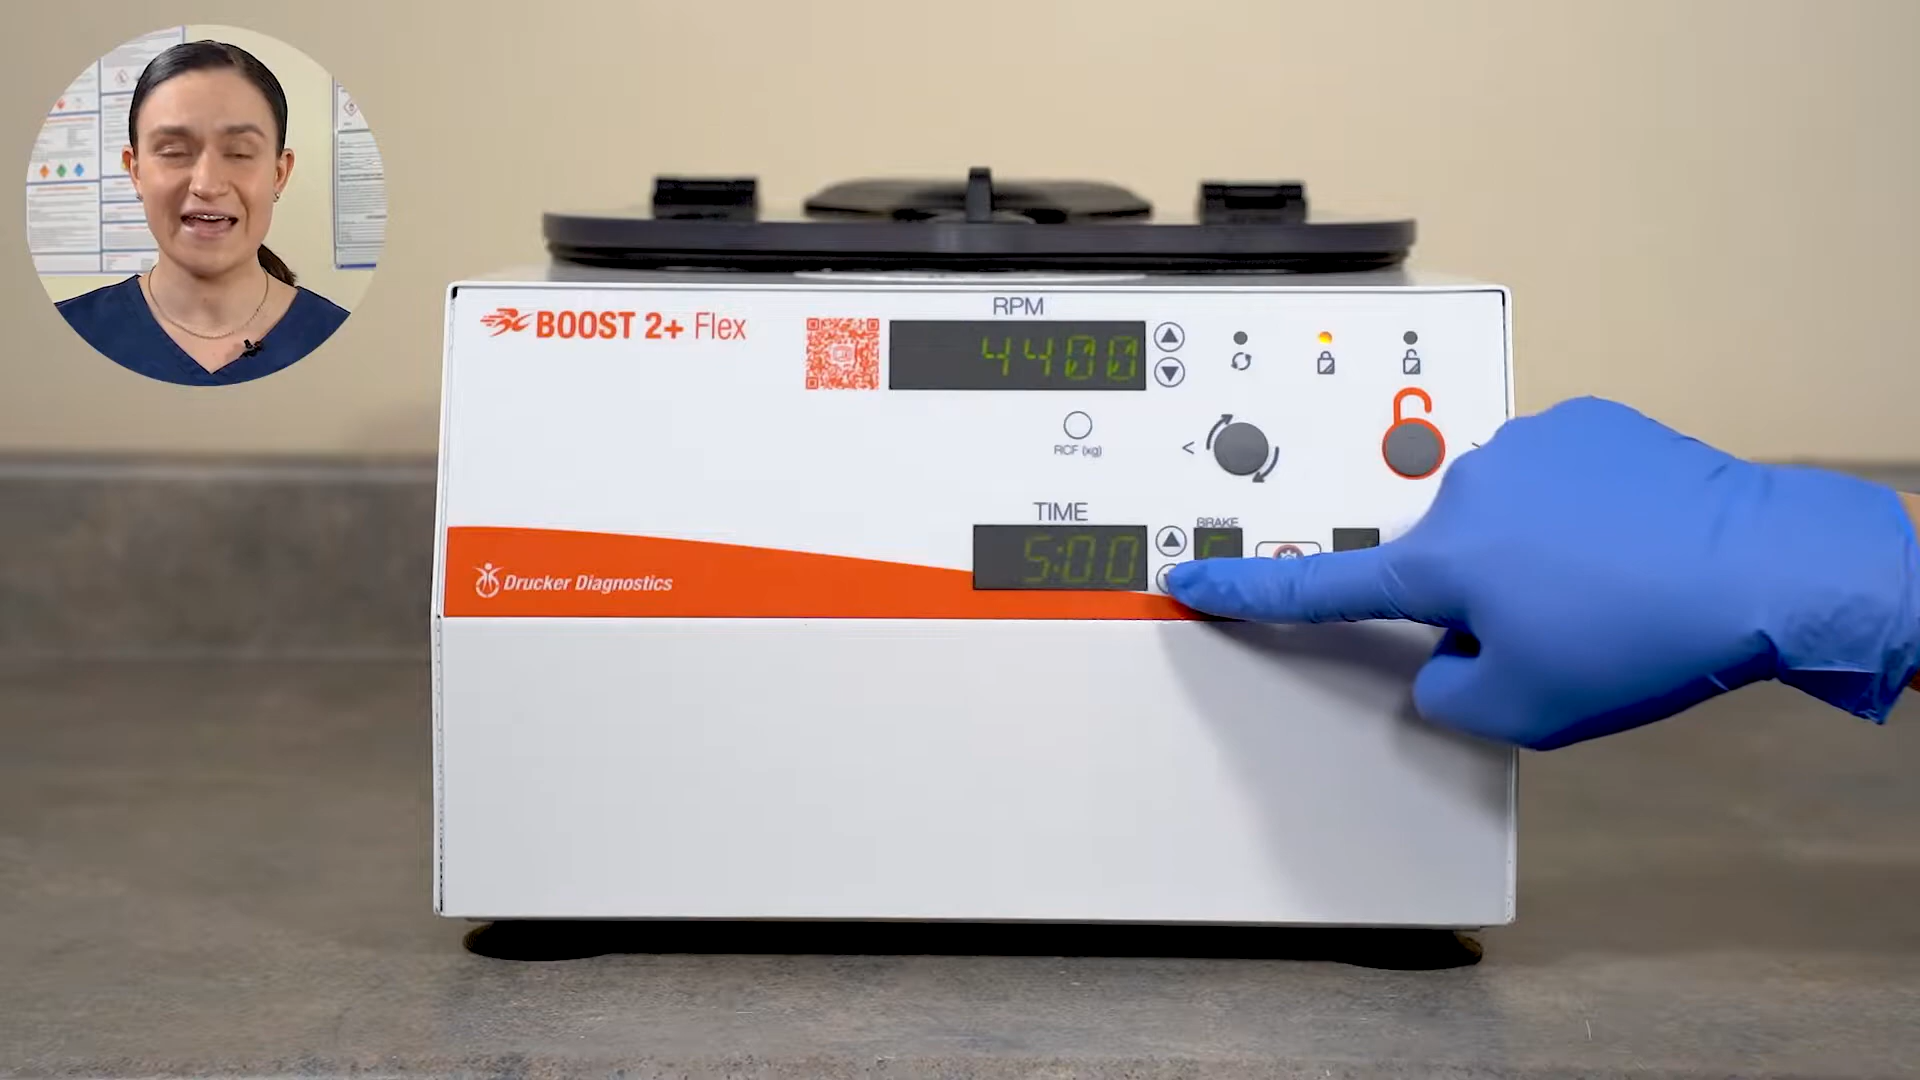 RPM
BOOST 2+ Flex
4400
RCF (xg)
<
TIME
BRAKE
5:00
Drucker Diagnostics